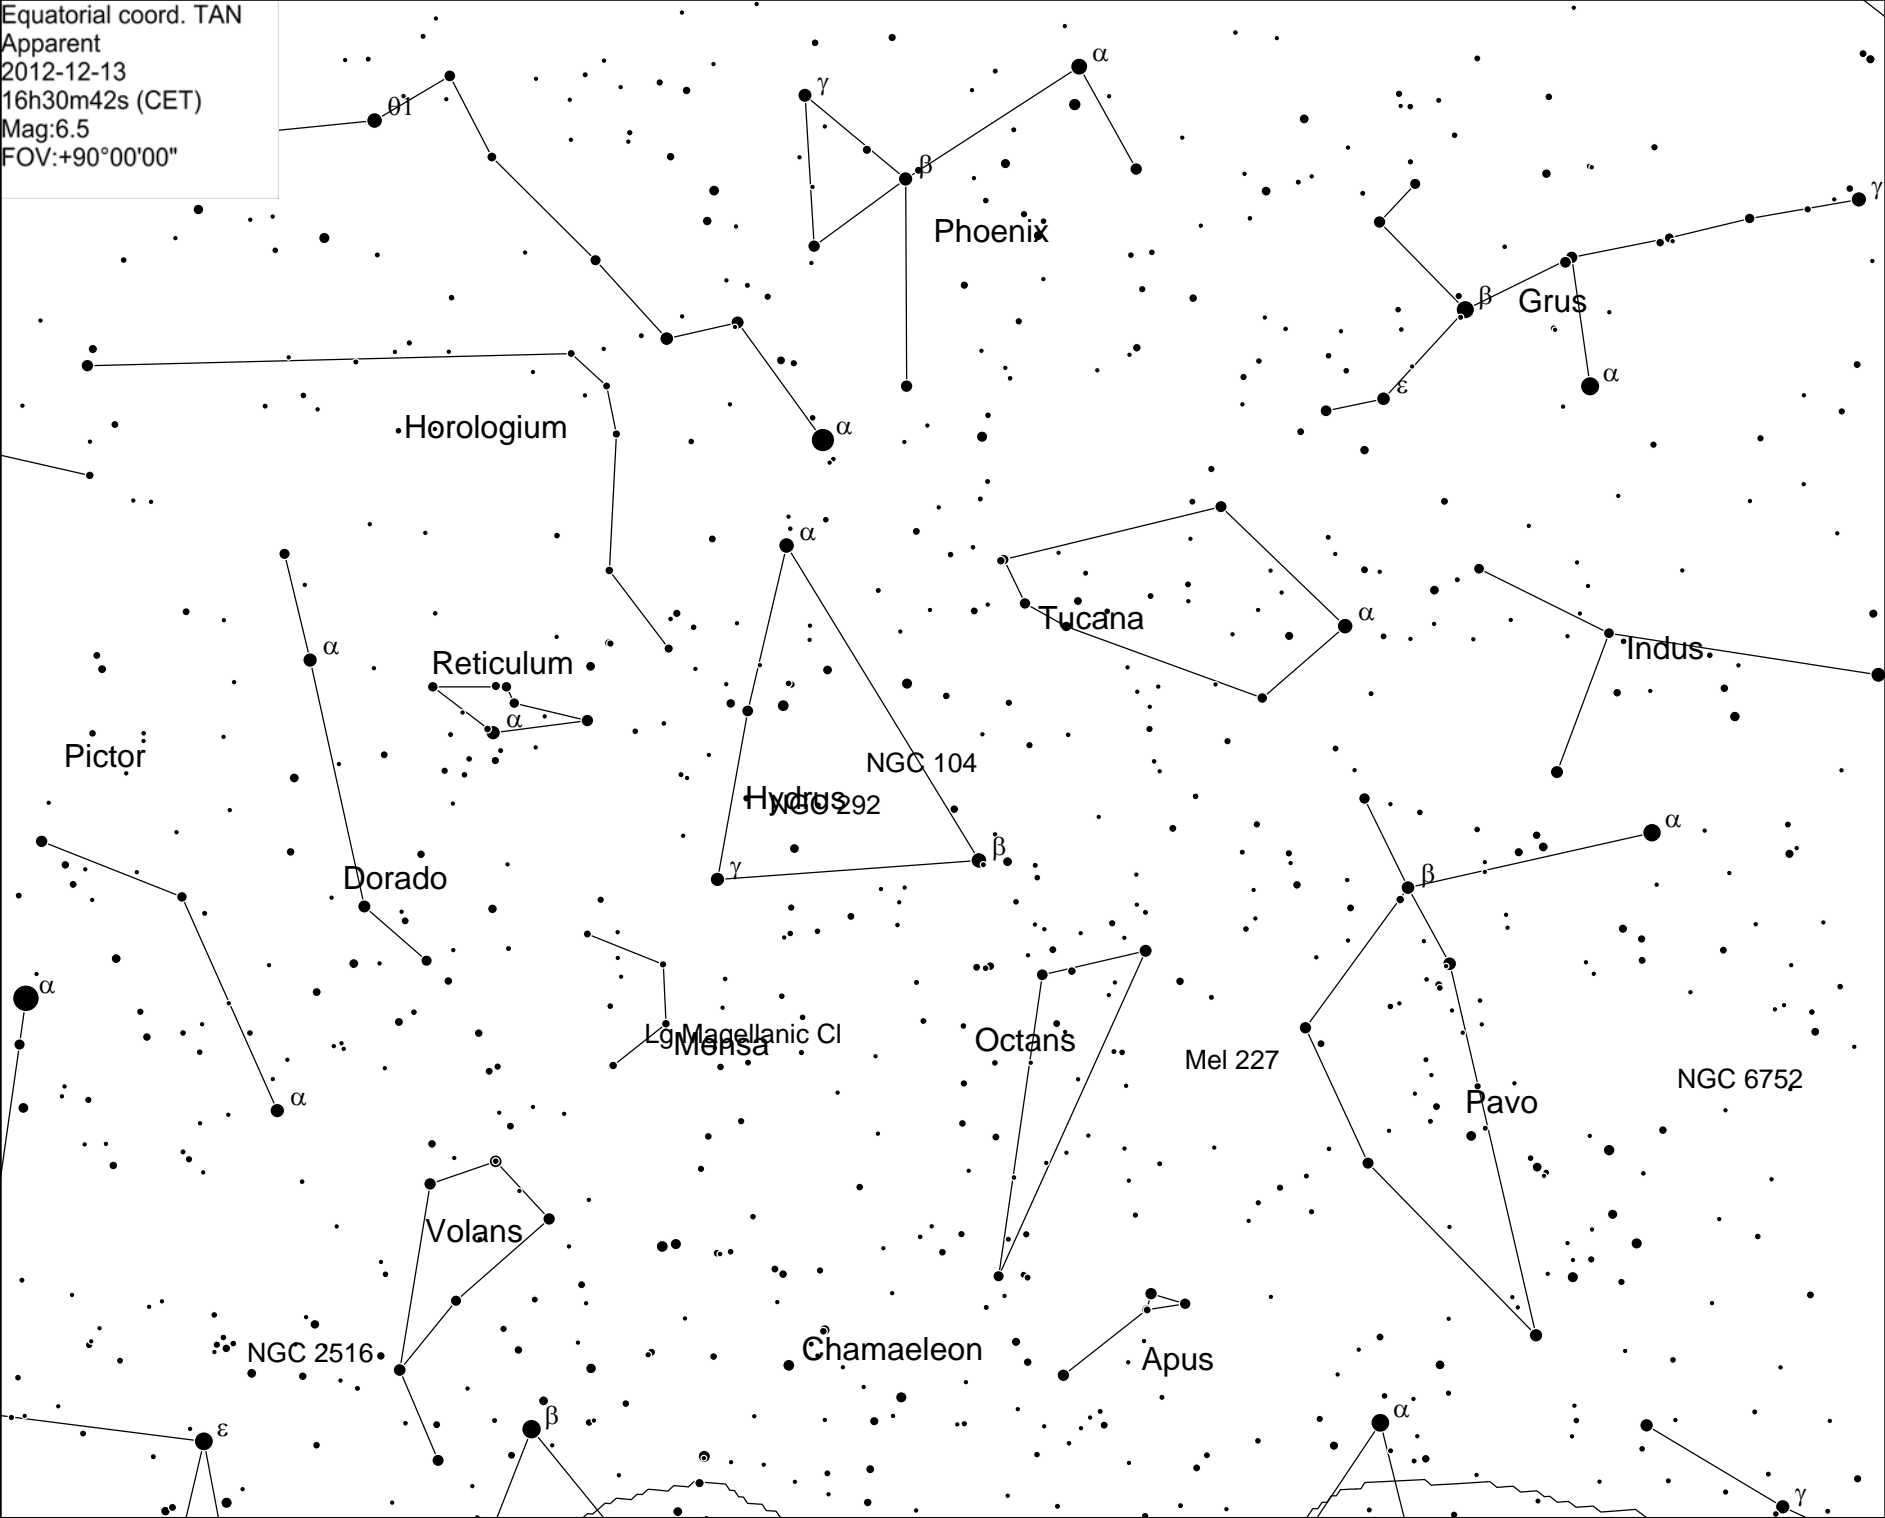 Equatorial coord. TAN
Apparent
2012-12-13
16h30m42s (CET)
Mag:6.5
FOV:+90°00'00"
α
γ
θ1
β
γ
Phoenix
β
Grus
α
ε
α
Horologium
α
α
Tucana
α
α
Indus
Reticulum
α
Pictor
NGC 104
Hydrus
NGC 292
α
β
γ
β
Dorado
α
Lg Magellanic Cl
Mensa
Octans
Mel 227
NGC 6752
α
Pavo
Volans
NGC 2516
Chamaeleon
Apus
ε
β
α
γ